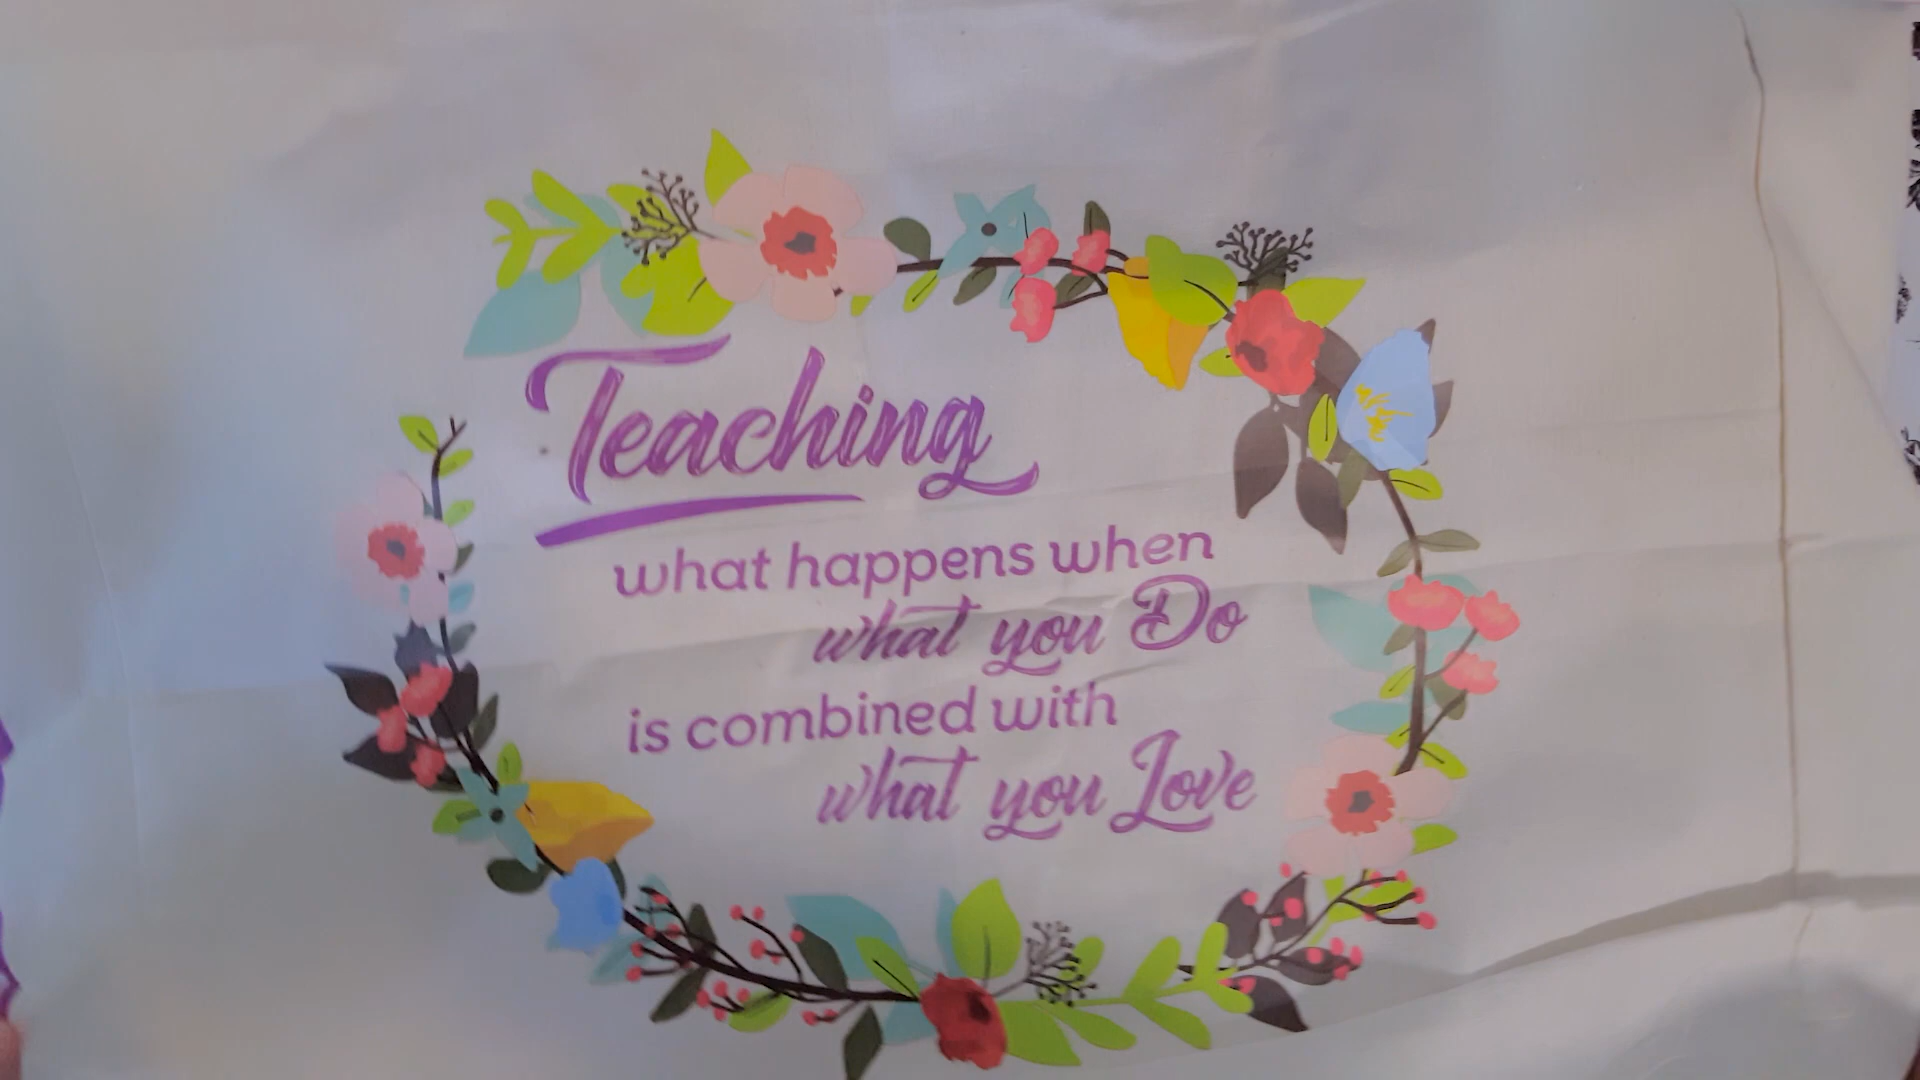 Teaching
what happens when
what you Do
is combined with
what you Love